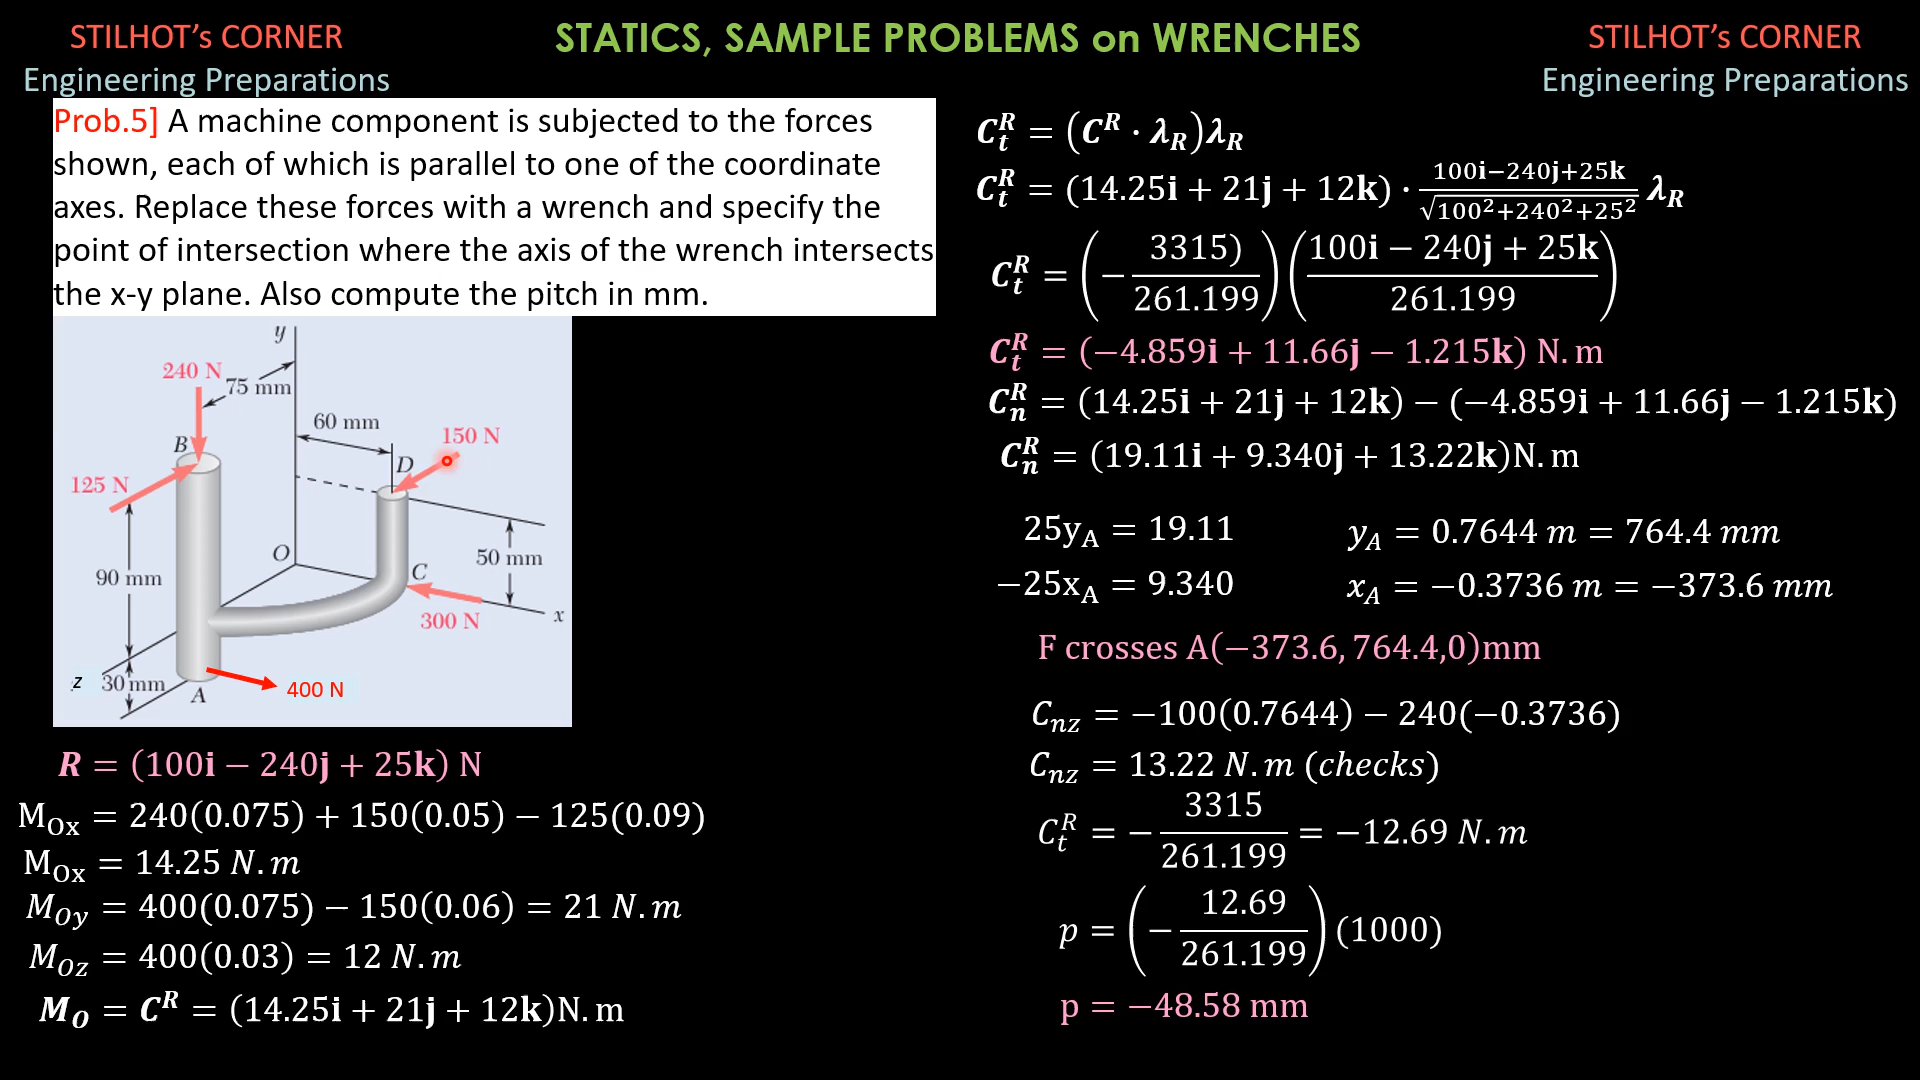 STILHOT's CORNER
Engineering Preparations
STATICS, SAMPLE PROBLEMS on WRENCHES
STILHOT's CORNER
Engineering Preparations
Prob.5] A machine component is subjected to the forces
shown, each of which is parallel to one of the coordinate
axes. Replace these forces with a wrench and specify the
point of intersection where the axis of the wrench intersects
the x-y plane. Also compute the pitch in mm.
y
240 N
75 mm
60 mm
150 N
B
D
125 N
O
50 mm
90 mm
C
300 N
x
z
30 mm
A
400 N
R = (100i − 240j + 25k) N
M_Ox = 240(0.075) + 150(0.05) − 125(0.09)
M_Ox = 14.25 N.m
M_Oy = 400(0.075) − 150(0.06) = 21 N.m
M_Oz = 400(0.03) = 12 N.m
M_O = C^R = (14.25i + 21j + 12k)N.m
C_t^R = (C^R · λ_R)λ_R
C_t^R = (14.25i + 21j + 12k) · (100i−240j+25k)/√(100²+240²+25²) λ_R
C_t^R = (− 3315)/261.199)((100i − 240j + 25k)/261.199)
C_t^R = (−4.859i + 11.66j − 1.215k) N.m
C_n^R = (14.25i + 21j + 12k) − (−4.859i + 11.66j − 1.215k)
C_n^R = (19.11i + 9.340j + 13.22k)N.m
25y_A = 19.11 y_A = 0.7644 m = 764.4 mm
−25x_A = 9.340 x_A = −0.3736 m = −373.6 mm
F crosses A(−373.6, 764.4,0)mm
C_nz = −100(0.7644) − 240(−0.3736)
C_nz = 13.22 N.m (checks)
C_t^R = − 3315/261.199 = −12.69 N.m
p = (− 12.69/261.199)(1000)
p = −48.58 mm